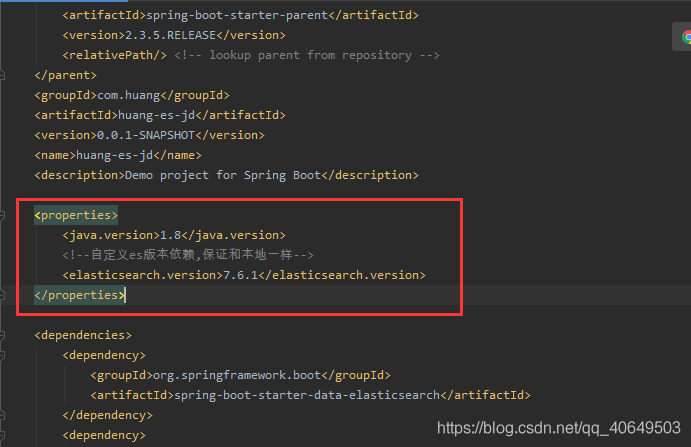 <artifactId>spring-boot-starter-parent</artifactId>
<version>2.3.5.RELEASE</version>
<relativePath/> <!-- lookup parent from repository -->
</parent>
<groupId>com.huang</groupId>
<artifactId>huang-es-jd</artifactId>
<version>0.0.1-SNAPSHOT</version>
<name>huang-es-jd</name>
<description>Demo project for Spring Boot</description>
<properties>
<java.version>1.8</java.version>
<!--自定义es版本依赖,保证和本地一样-->
<elasticsearch.version>7.6.1</elasticsearch.version>
</properties>
<dependencies>
<dependency>
<groupId>org.springframework.boot</groupId>
<artifactId>spring-boot-starter-data-elasticsearch</artifactId>
</dependency>
<dependency>
https://blog.csdn.net/qq_40649503